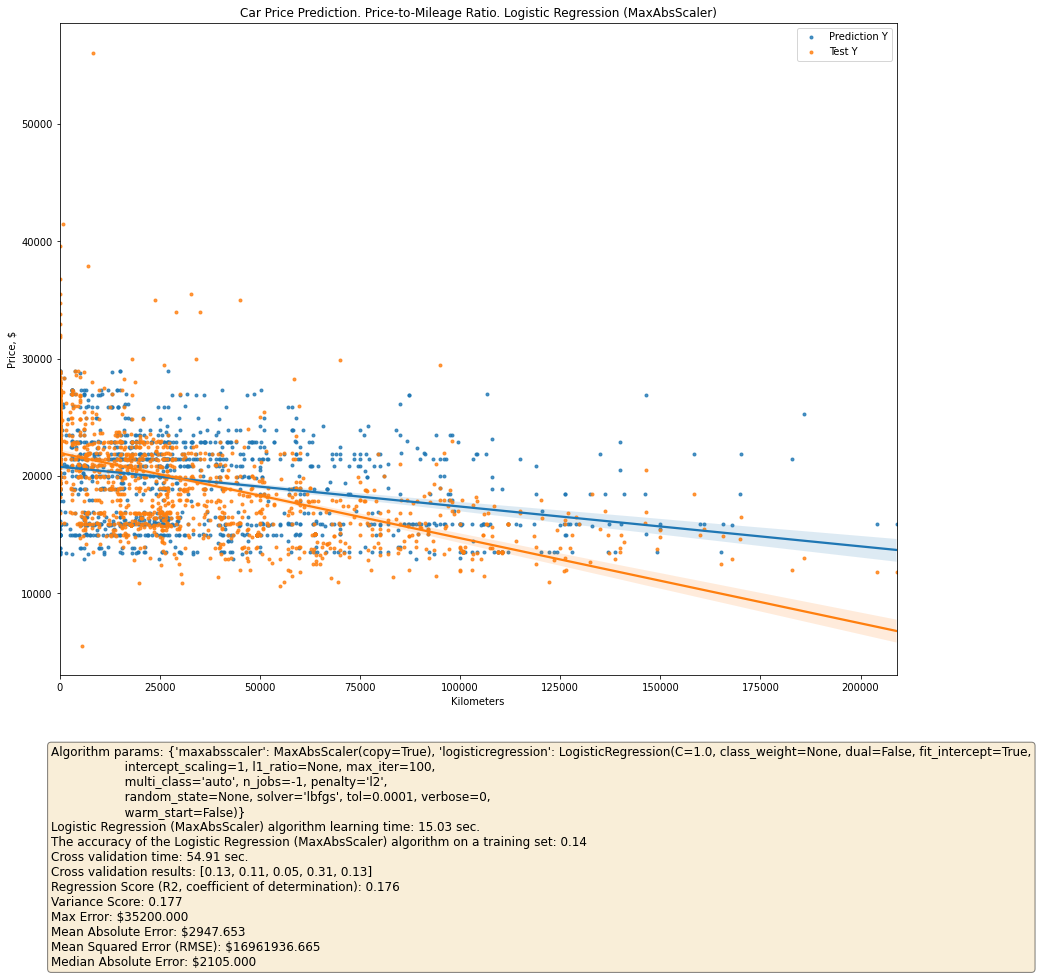 Car Price Prediction. Price-to-Mileage Ratio. Logistic Regression (MaxAbsScaler)
Prediction Y
Test Y
Price, $
50000
40000
30000
20000
10000
0
25000
50000
75000
100000
125000
150000
175000
200000
Kilometers
Algorithm params: {'maxabsscaler': MaxAbsScaler(copy=True), 'logisticregression': LogisticRegression(C=1.0, class_weight=None, dual=False, fit_intercept=True,
intercept_scaling=1, l1_ratio=None, max_iter=100,
multi_class='auto', n_jobs=-1, penalty='l2',
random_state=None, solver='lbfgs', tol=0.0001, verbose=0,
warm_start=False)}
Logistic Regression (MaxAbsScaler) algorithm learning time: 15.03 sec.
The accuracy of the Logistic Regression (MaxAbsScaler) algorithm on a training set: 0.14
Cross validation time: 54.91 sec.
Cross validation results: [0.13, 0.11, 0.05, 0.31, 0.13]
Regression Score (R2, coefficient of determination): 0.176
Variance Score: 0.177
Max Error: $35200.000
Mean Absolute Error: $2947.653
Mean Squared Error (RMSE): $16961936.665
Median Absolute Error: $2105.000